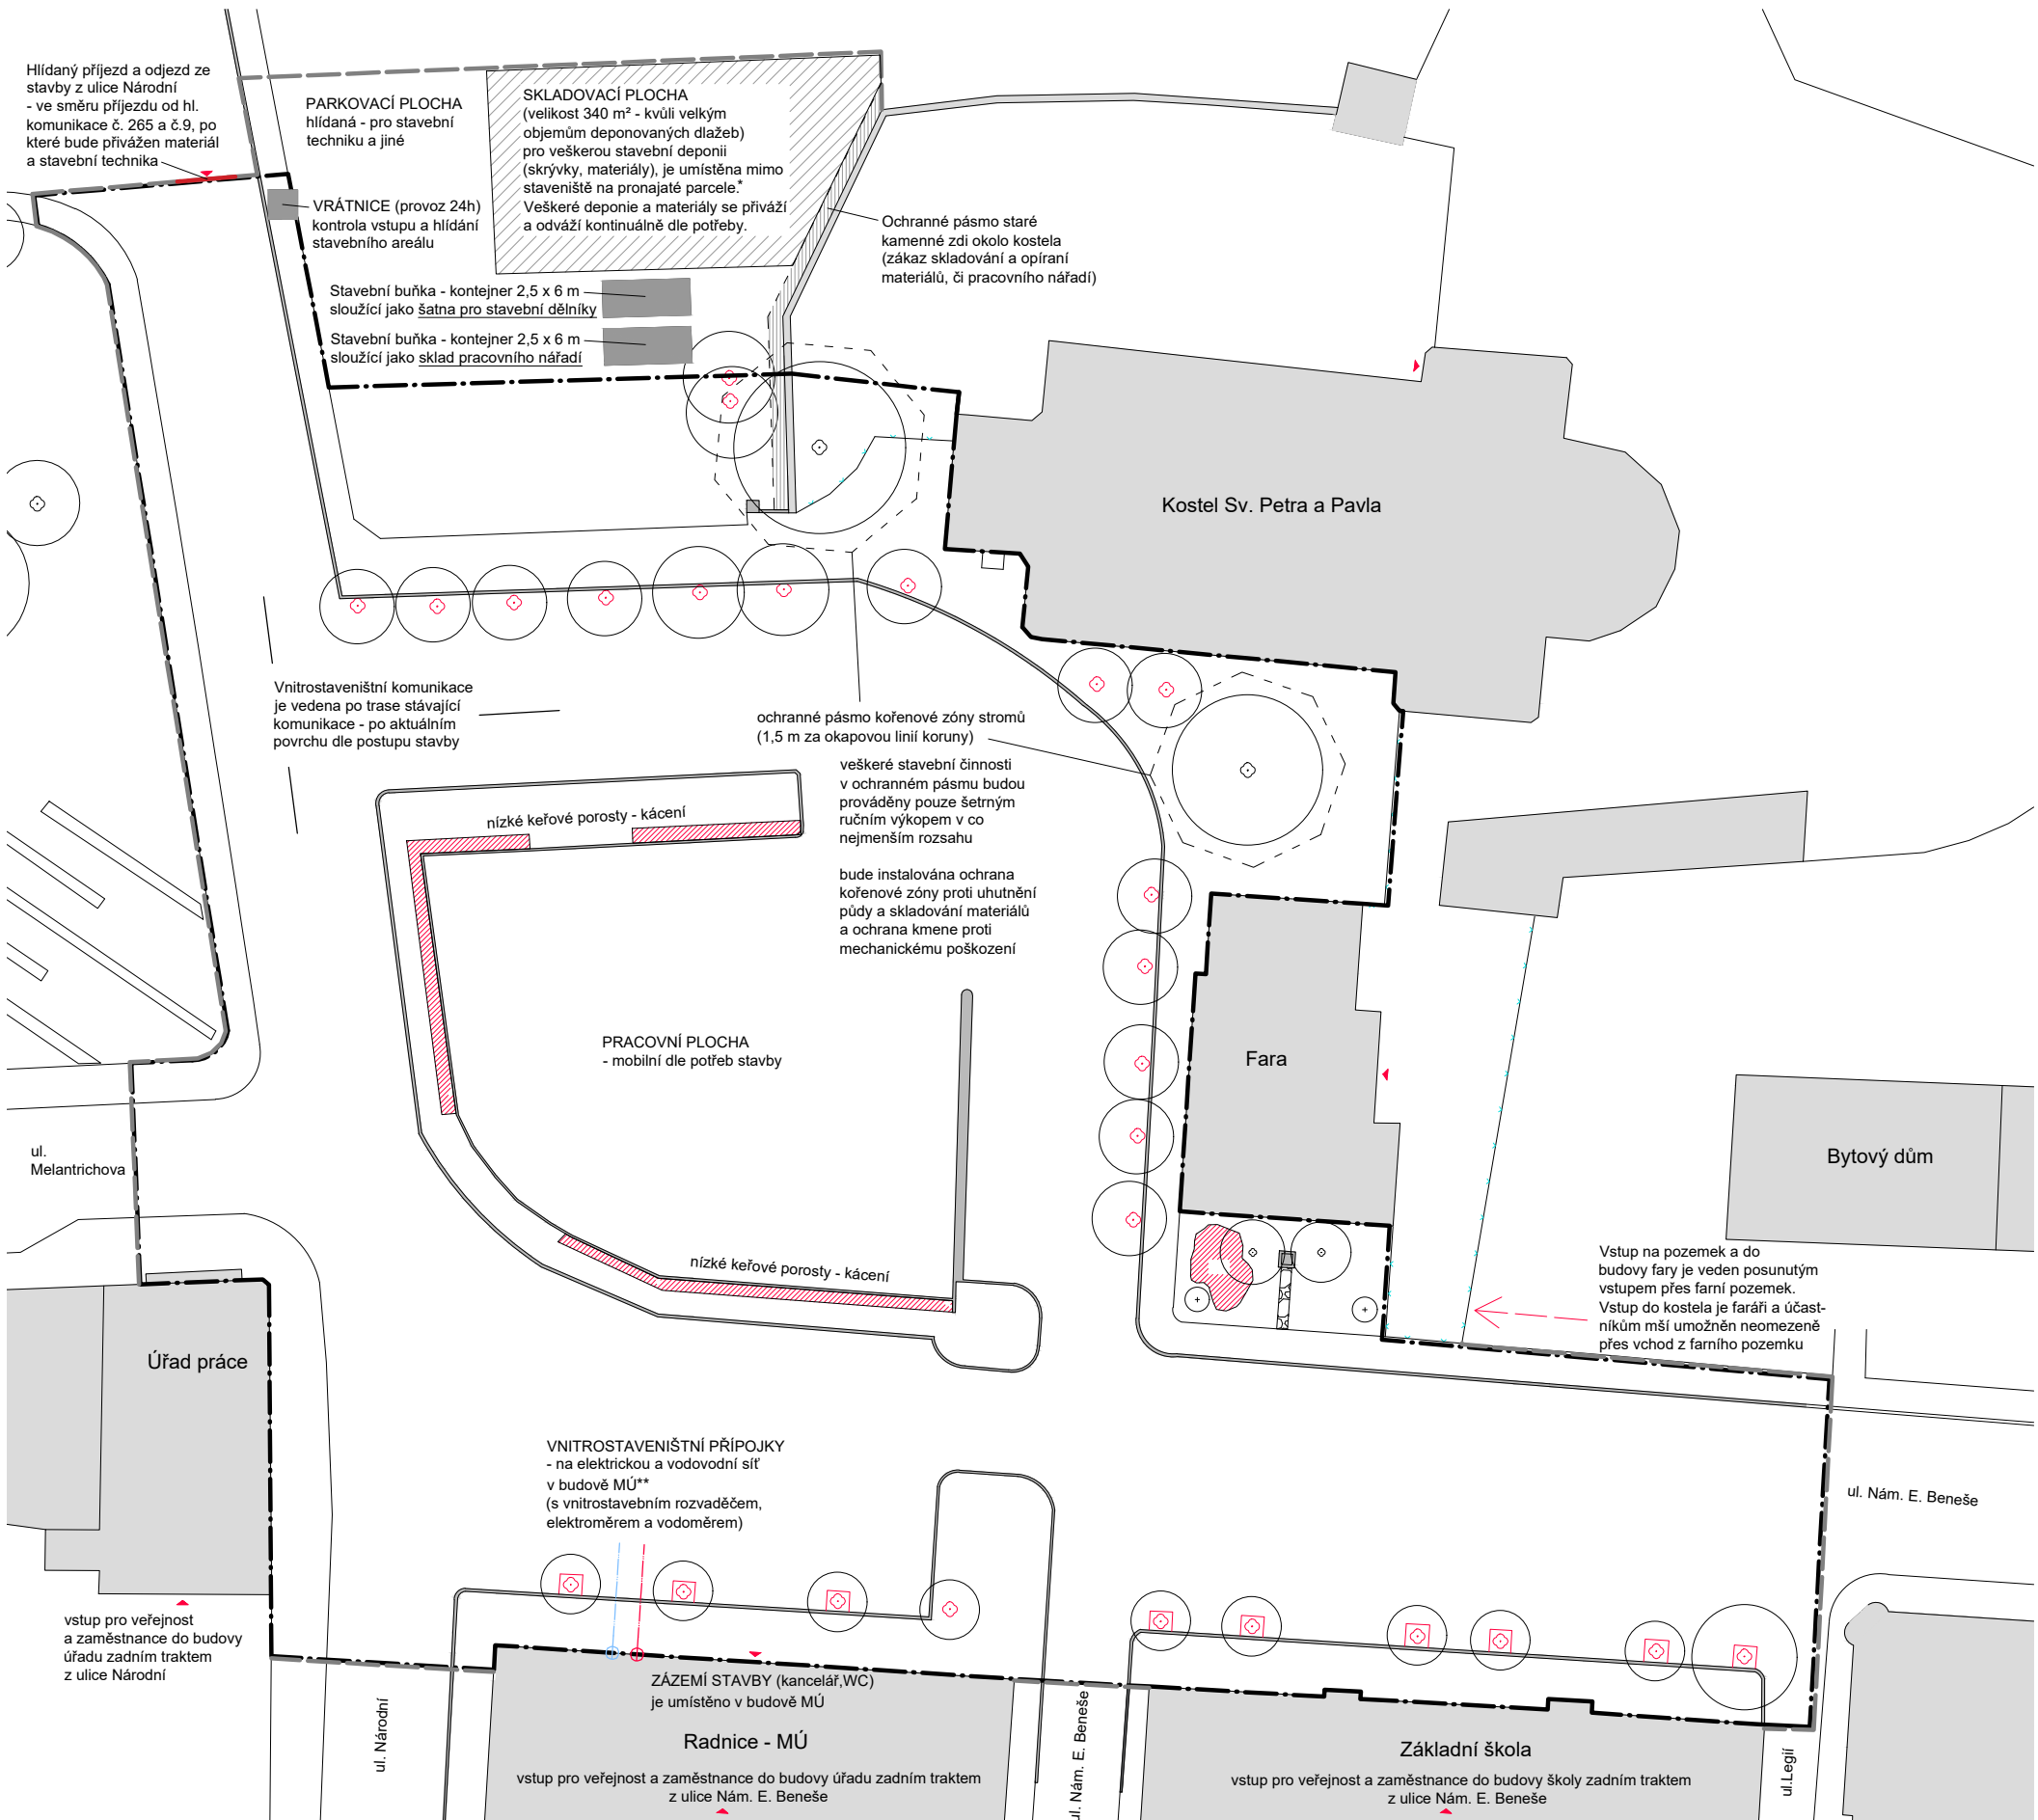 Hlídaný příjezd a odjezd ze
stavby z ulice Národní
- ve směru příjezdu od hl.
komunikace č. 265 a č.9, po
které bude přivážen materiál
a stavební technika
PARKOVACÍ PLOCHA
hlídaná - pro stavební
techniku a jiné
SKLADOVACÍ PLOCHA
(velikost 340 m² - kvůli velkým
objemům deponovaných dlažeb)
pro veškerou stavební deponii
(skrývky, materiály), je umístěna mimo
staveniště na pronajaté parcele.*
Veškeré deponie a materiály se přiváží
a odváží kontinuálně dle potřeby.
VRÁTNICE (provoz 24h)
kontrola vstupu a hlídání
stavebního areálu
Ochranné pásmo staré
kamenné zdi okolo kostela
(zákaz skladování a opíraní
materiálů, či pracovního nářadí)
Stavební buňka - kontejner 2,5 x 6 m
sloužící jako šatna pro stavební dělníky
Stavební buňka - kontejner 2,5 x 6 m
sloužící jako sklad pracovního nářadí
Kostel Sv. Petra a Pavla
Vnitrostaveništní komunikace
je vedena po trase stávající
komunikace - po aktuálním
povrchu dle postupu stavby
ochranné pásmo kořenové zóny stromů
(1,5 m za okapovou linií koruny)
veškeré stavební činnosti
v ochranném pásmu budou
prováděny pouze šetrným
ručním výkopem v co
nejmenším rozsahu
bude instalována ochrana
kořenové zóny proti uhutnění
půdy a skladování materiálů
a ochrana kmene proti
mechanickému poškození
nízké keřové porosty - kácení
PRACOVNÍ PLOCHA
- mobilní dle potřeb stavby
Fara
Bytový dům
ul.
Melantrichova
nízké keřové porosty - kácení
Vstup na pozemek a do
budovy fary je veden posunutým
vstupem přes farní pozemek.
Vstup do kostela je faráři a účast-
níkům mší umožněn neomezeně
přes vchod z farního pozemku
Úřad práce
VNITROSTAVENIŠTNÍ PŘÍPOJKY
- na elektrickou a vodovodní síť
v budově MÚ**
(s vnitrostavebním rozvaděčem,
elektroměrem a vodoměrem)
ul. Nám. E. Beneše
vstup pro veřejnost
a zaměstnance do budovy
úřadu zadním traktem
z ulice Národní
ZÁZEMÍ STAVBY (kancelář,WC)
je umístěno v budově MÚ
ul. Národní
Radnice - MÚ
vstup pro veřejnost a zaměstnance do budovy úřadu zadním traktem
z ulice Nám. E. Beneše
ul. Nám. E. Beneše
Základní škola
vstup pro veřejnost a zaměstnance do budovy školy zadním traktem
z ulice Nám. E. Beneše
ul.Legií